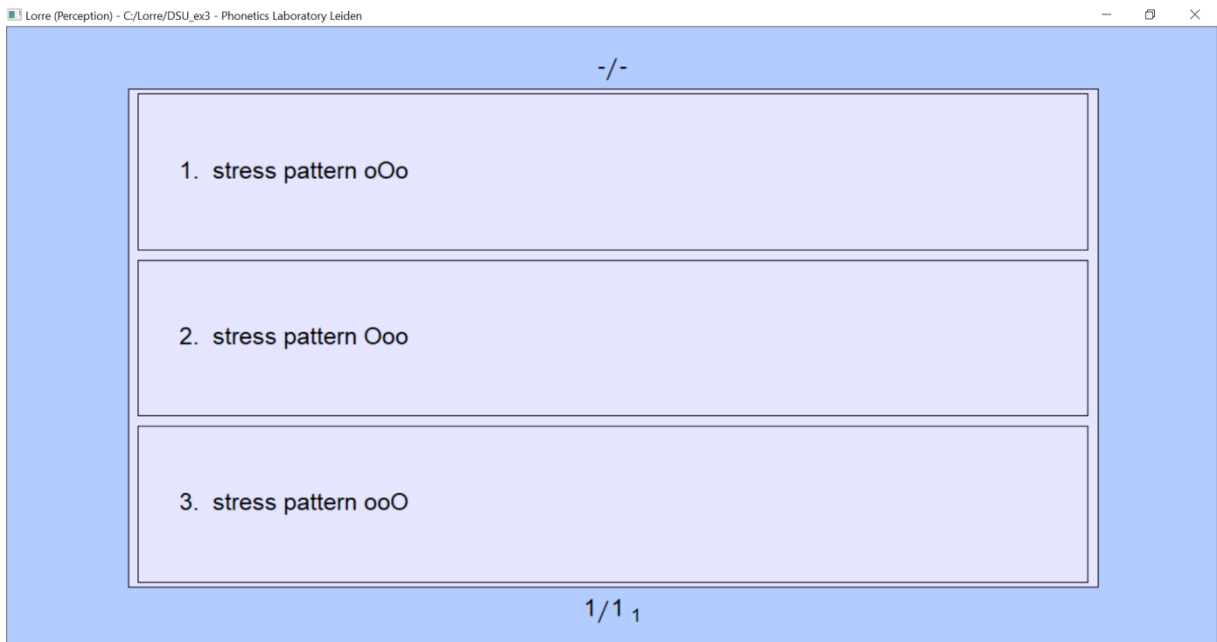 Lorre (Perception) - C:/Lorre/DSU_ex3 - Phonetics Laboratory Leiden
-/-
1. stress pattern oOo
2. stress pattern Ooo
3. stress pattern ooO
1/1 1